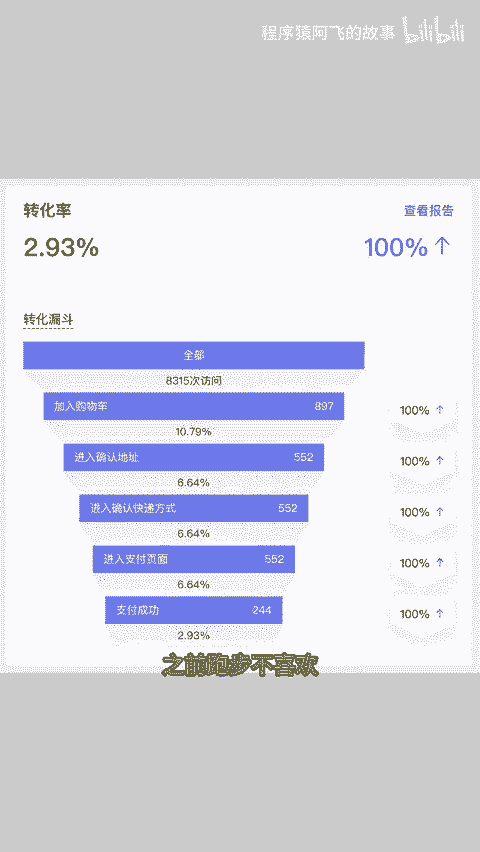 程序猿阿飞的故事 bilibili
转化率 查看报告
2.93% 100% ↑
转化漏斗
全部
8315次访问
加入购物车 897 100% ↑
10.79%
进入确认地址 552 100% ↑
6.64%
进入确认快递方式 552 100% ↑
6.64%
进入支付页面 552 100% ↑
6.64%
支付成功 244 100% ↑
2.93%
之前跑步不喜欢